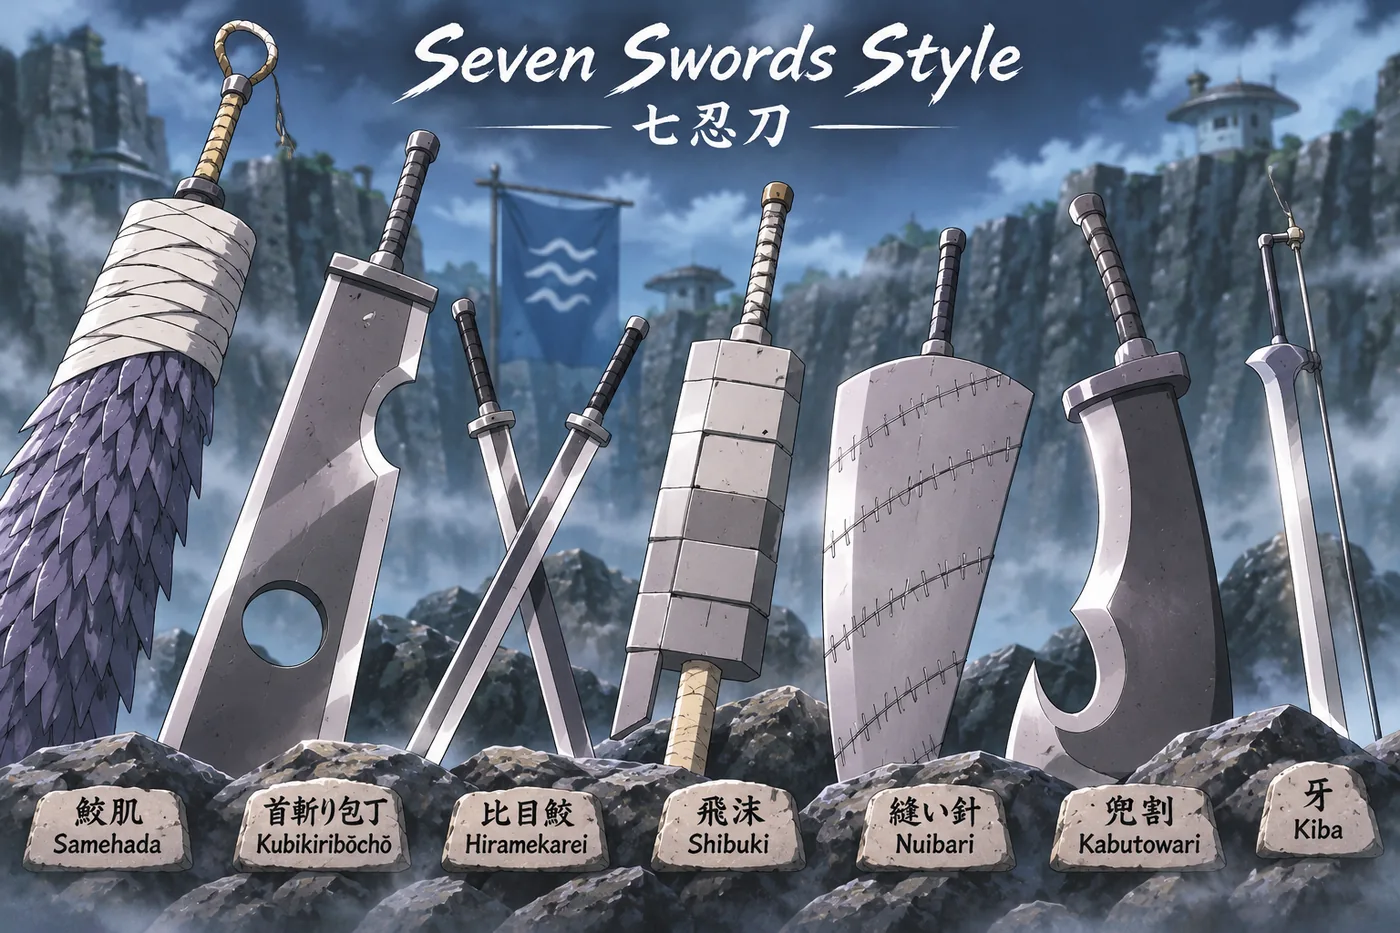 Seven Swords Style
七忍刀
鮫肌
Samehada
首斬り包丁
Kubikiribōchō
比目鮫
Hiramekarei
飛沫
Shibuki
縫い針
Nuibari
兜割
Kabutowari
牙
Kiba